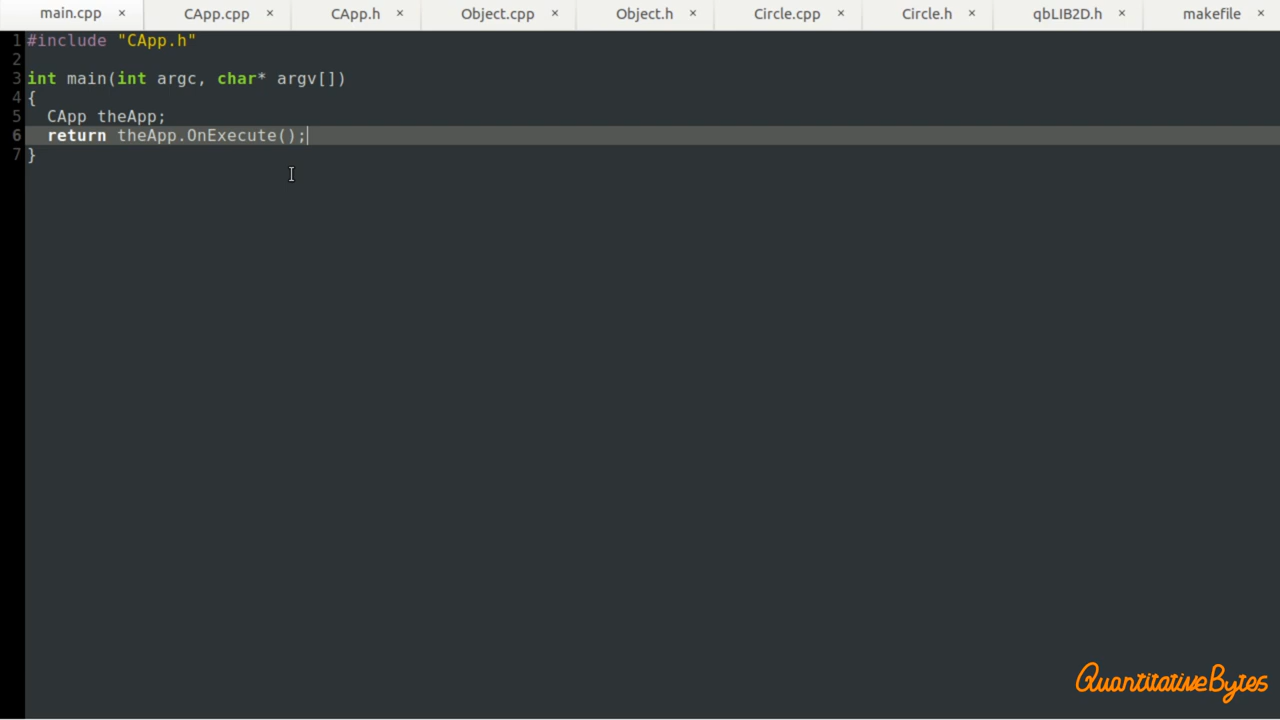 main.cpp × CApp.cpp × CApp.h × Object.cpp × Object.h × Circle.cpp × Circle.h × qbLIB2D.h × makefile ×
1 #include "CApp.h"
2
3 int main(int argc, char* argv[])
4 {
5   CApp theApp;
6   return theApp.OnExecute();
7 }
QuantitativeBytes